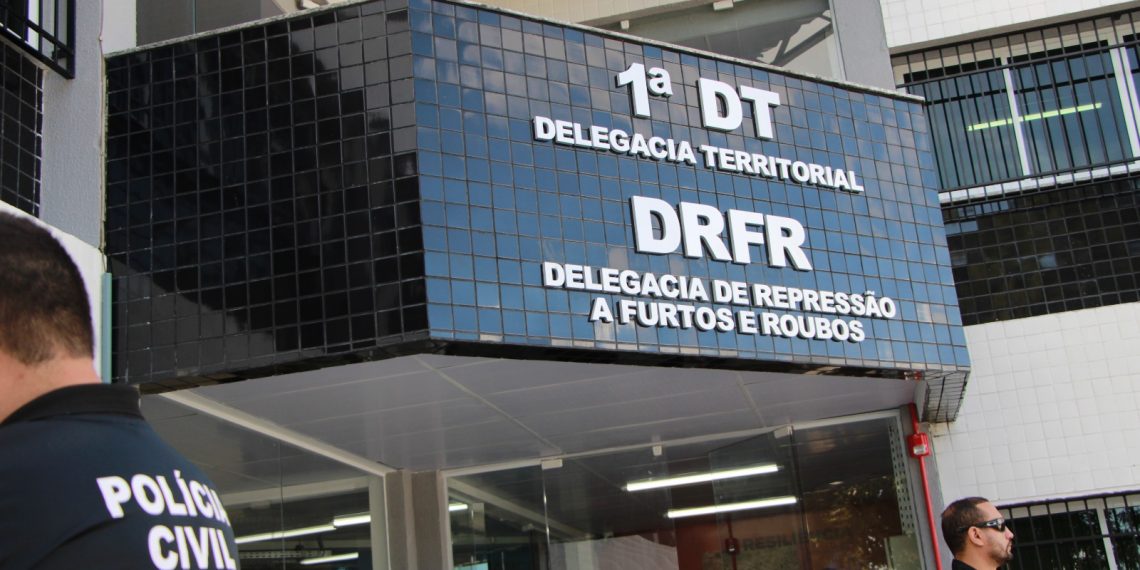 1ª DT
DELEGACIA TERRITORIAL
DRFR
DELEGACIA DE REPRESSÃO
A FURTOS E ROUBOS
POLÍCIA
CIVIL